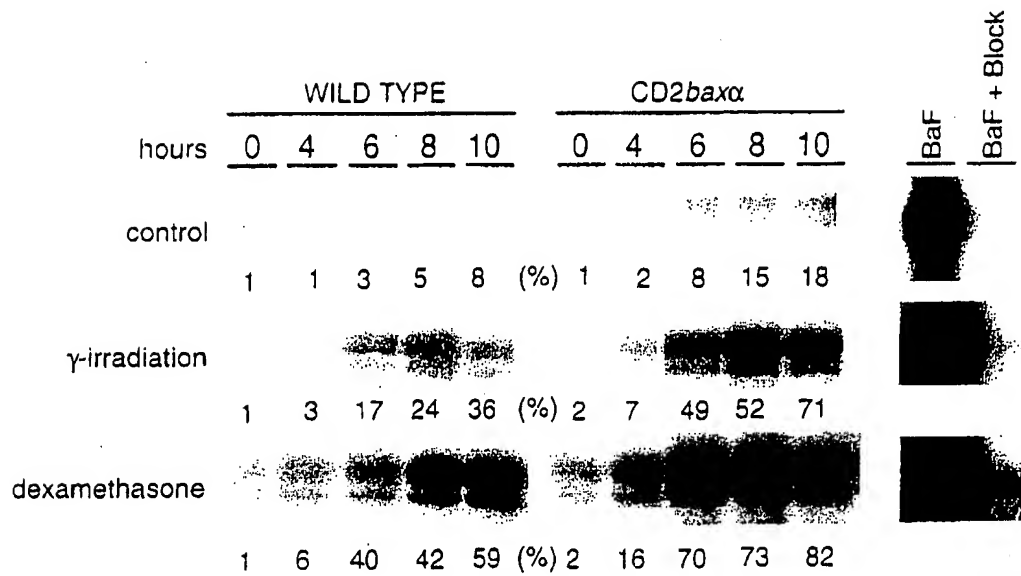 WILD TYPE CD2baxα BaF BaF + Block
hours 0 4 6 8 10 0 4 6 8 10
control
1 1 3 5 8 (%) 1 2 8 15 18
γ-irradiation
1 3 17 24 36 (%) 2 7 49 52 71
dexamethasone
1 6 40 42 59 (%) 2 16 70 73 82